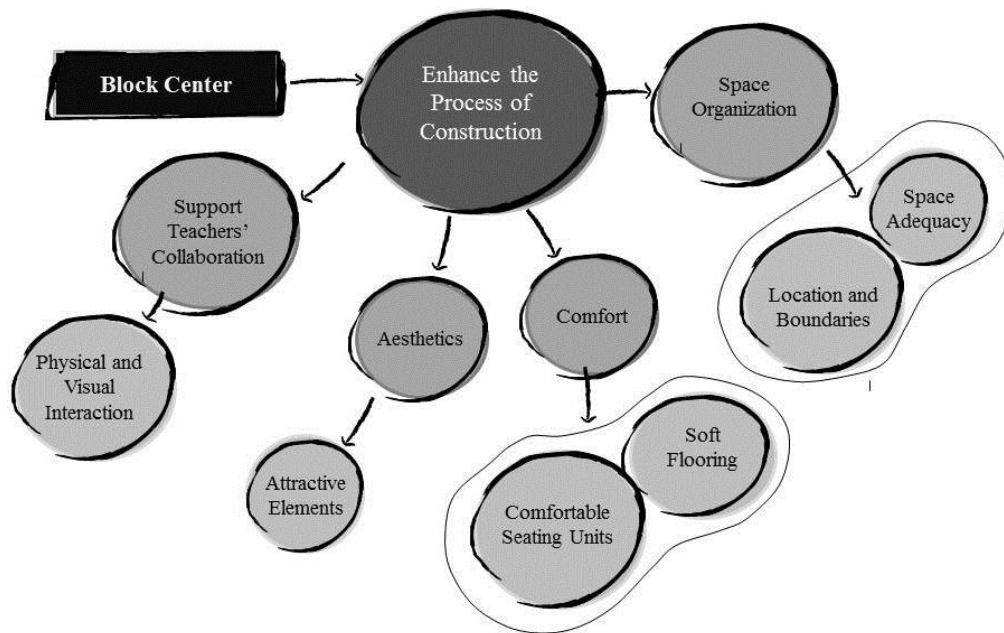 Block Center
Enhance the
Process of
Construction
Space
Organization
Space
Adequacy
Location and
Boundaries
Support
Teachers’
Collaboration
Physical and
Visual
Interaction
Aesthetics
Attractive
Elements
Comfort
Soft
Flooring
Comfortable
Seating Units